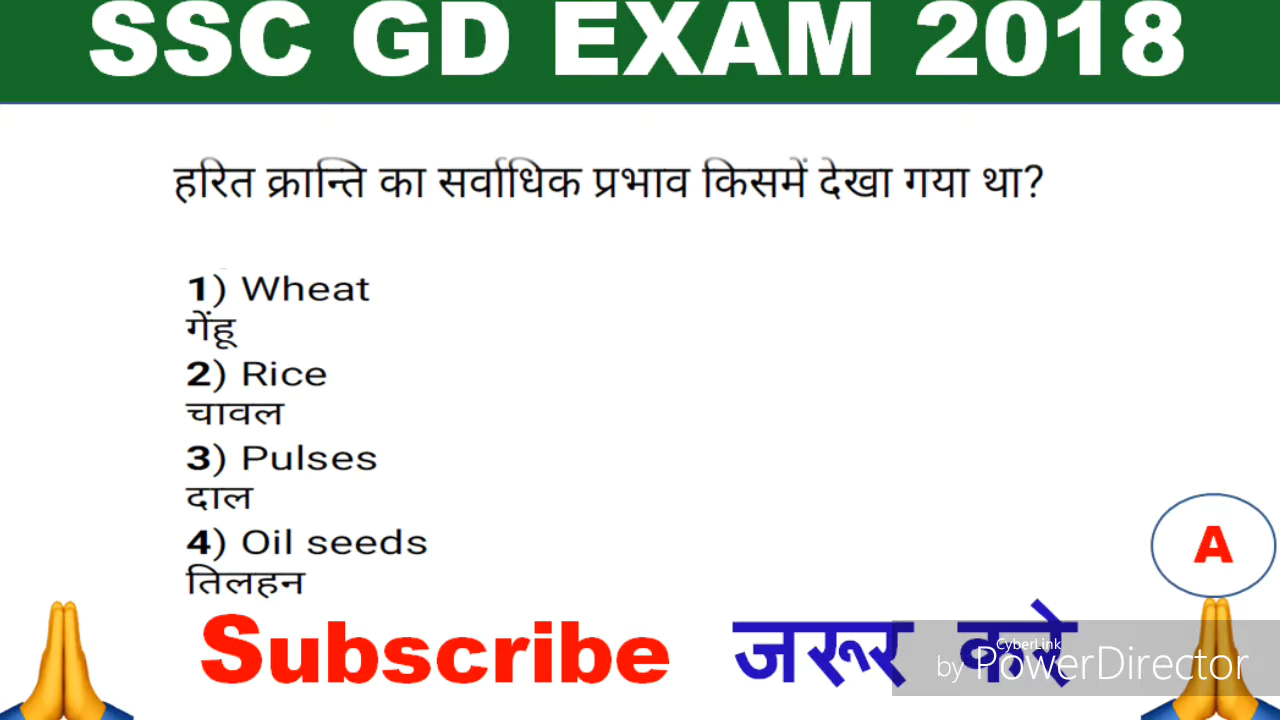 SSC GD EXAM 2018
हरित क्रान्ति का सर्वाधिक प्रभाव किसमें देखा गया था?
1) Wheat
गेंहू
2) Rice
चावल
3) Pulses
दाल
4) Oil seeds
तिलहन
A
Subscribe जरूर करे
CyberLink
by PowerDirector